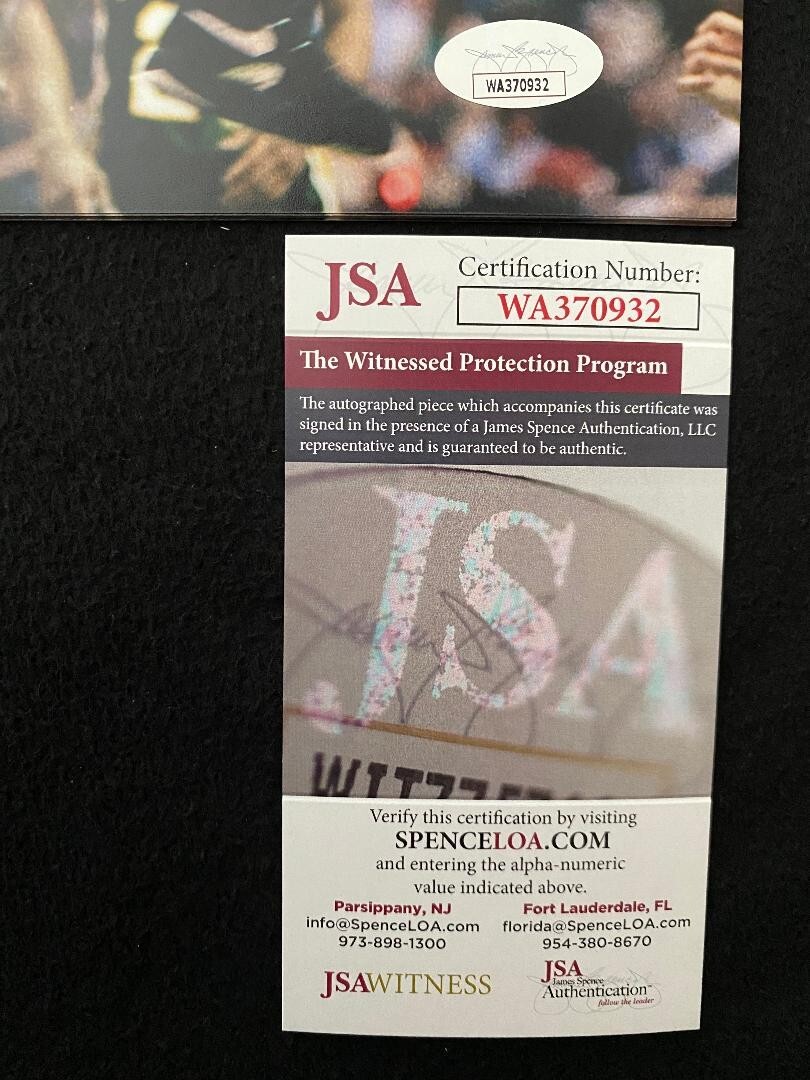 James Spence
WA370932
JSA
Certification Number:
WA370932
The Witnessed Protection Program
The autographed piece which accompanies this certificate was
signed in the presence of a James Spence Authentication, LLC
representative and is guaranteed to be authentic.
JSA
Verify this certification by visiting
SPENCELOA.COM
and entering the alpha-numeric
value indicated above.
Parsippany, NJ
info@SpenceLOA.com
973-898-1300
Fort Lauderdale, FL
florida@SpenceLOA.com
954-380-8670
JSAWITNESS
JSA
James Spence
Authentication™
follow the leader